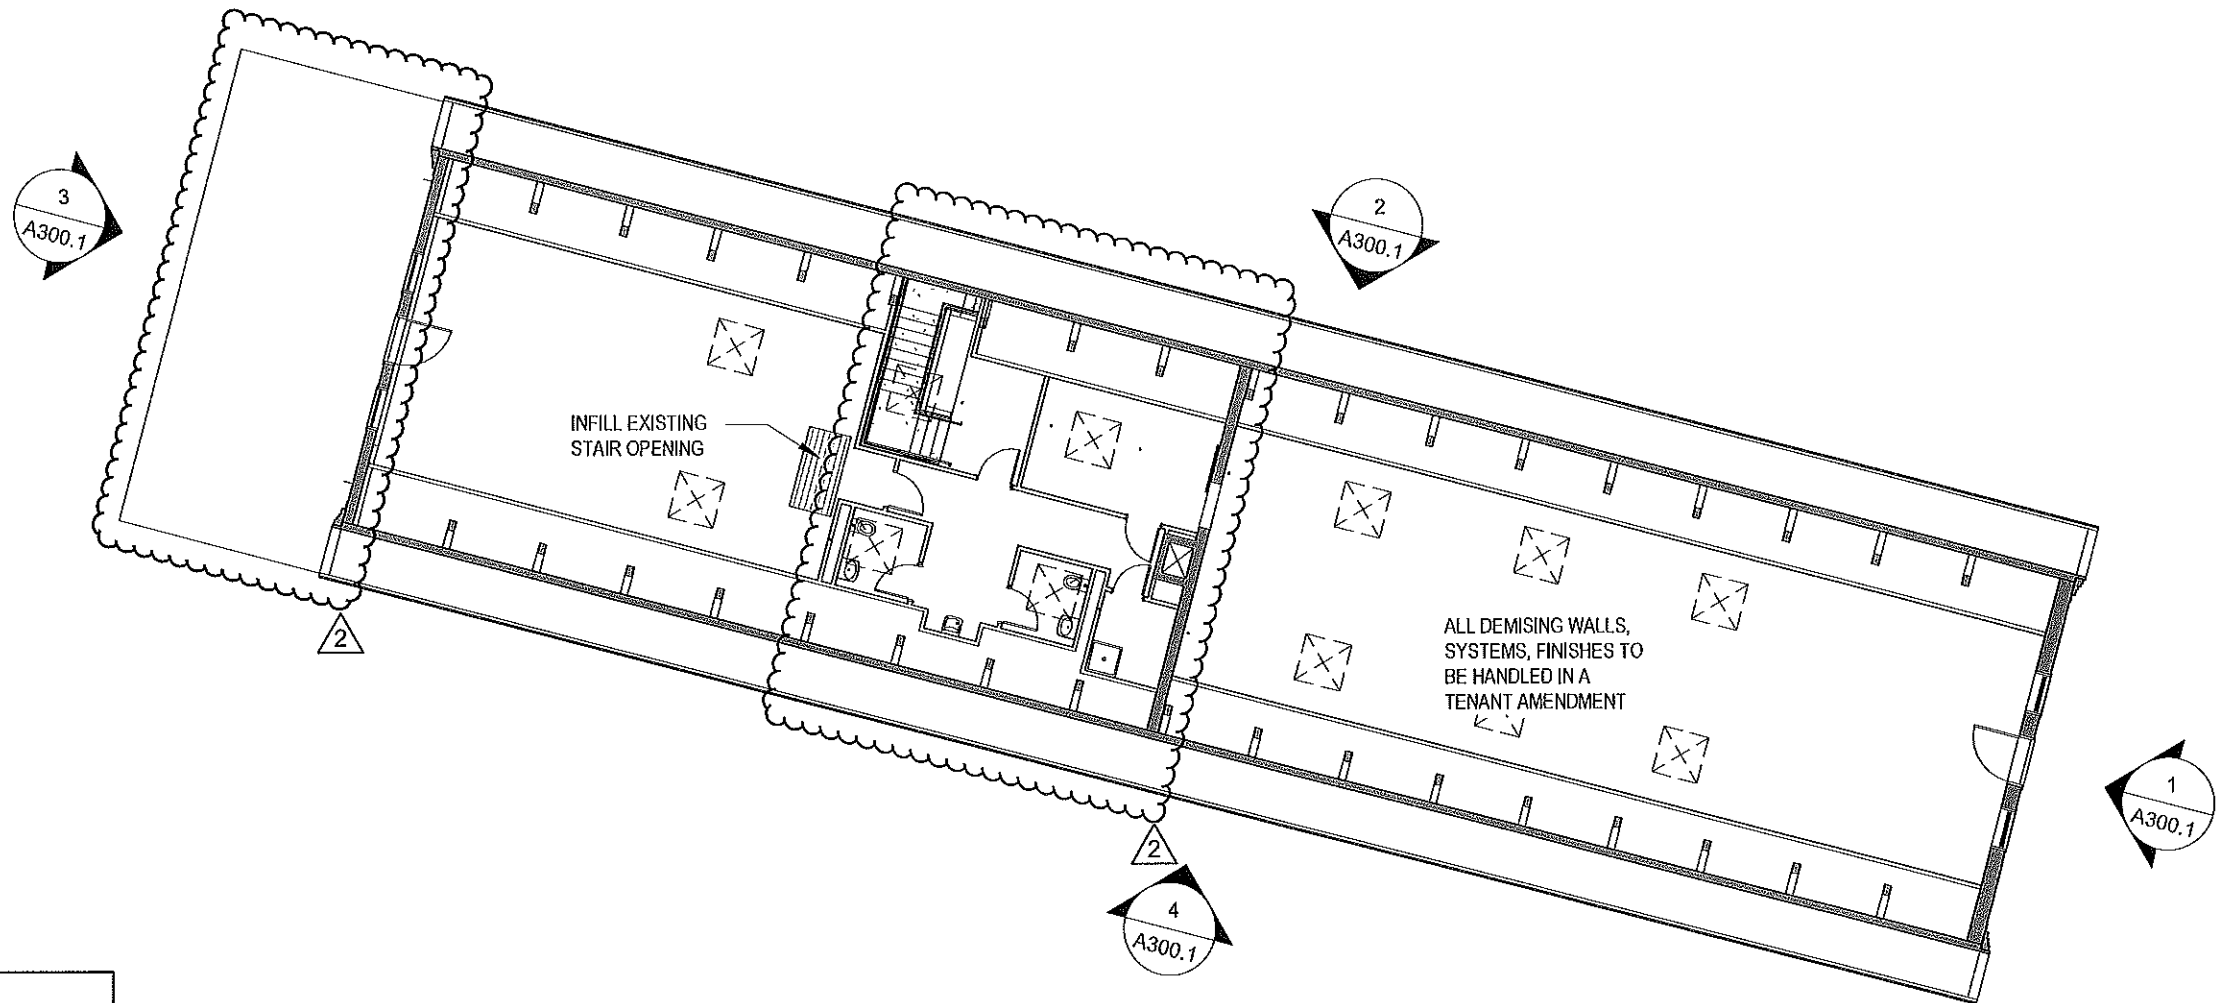 3
A300.1
2
A300.1
INFILL EXISTING
STAIR OPENING
ALL DEMISING WALLS,
SYSTEMS, FINISHES TO
BE HANDLED IN A
TENANT AMENDMENT
2
1
A300.1
2
4
A300.1